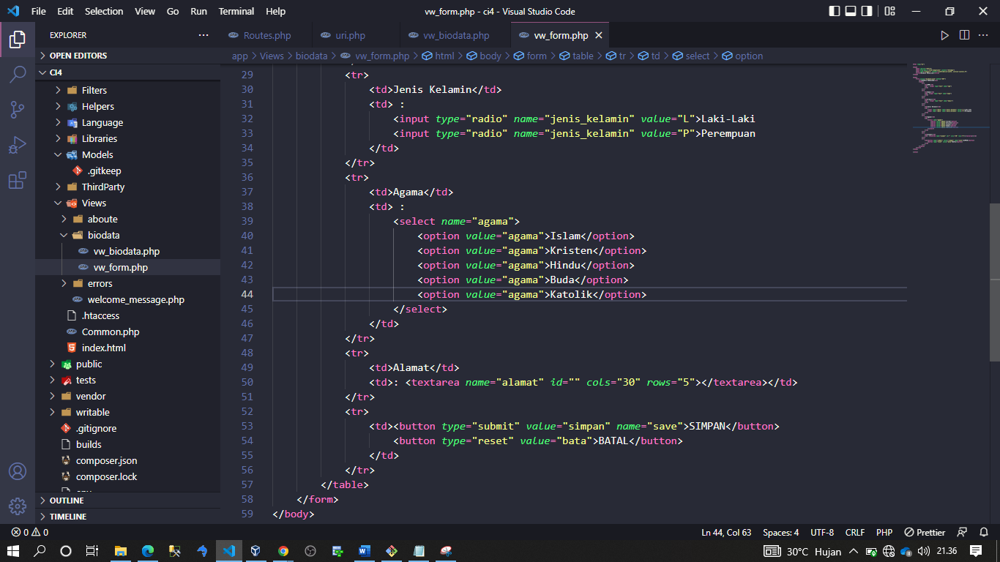 File Edit Selection View Go Run Terminal Help
vw_form.php - ci4 - Visual Studio Code
EXPLORER
OPEN EDITORS
CI4
Filters
Helpers
Language
Libraries
Models
.gitkeep
ThirdParty
Views
aboute
biodata
vw_biodata.php
vw_form.php
errors
welcome_message.php
.htaccess
Common.php
index.html
public
tests
vendor
writable
.gitignore
builds
composer.json
composer.lock
OUTLINE
TIMELINE
Routes.php uri.php vw_biodata.php vw_form.php
app > Views > biodata > vw_form.php > html > body > form > table > tr > td > select > option
29 <tr>
30 <td>Jenis Kelamin</td>
31 <td> :
32 <input type="radio" name="jenis_kelamin" value="L">Laki-Laki
33 <input type="radio" name="jenis_kelamin" value="P">Perempuan
34 </td>
35 </tr>
36 <tr>
37 <td>Agama</td>
38 <td> :
39 <select name="agama">
40 <option value="agama">Islam</option>
41 <option value="agama">Kristen</option>
42 <option value="agama">Hindu</option>
43 <option value="agama">Buda</option>
44 <option value="agama">Katolik</option>
45 </select>
46 </td>
47 </tr>
48 <tr>
49 <td>Alamat</td>
50 <td>: <textarea name="alamat" id="" cols="30" rows="5"></textarea></td>
51 </tr>
52 <tr>
53 <td><button type="submit" value="simpan" name="save">SIMPAN</button>
54 <button type="reset" value="bata">BATAL</button>
55 </td>
56 </tr>
57 </table>
58 </form>
59 </body>
0 0
Ln 44, Col 63 Spaces: 4 UTF-8 CRLF PHP Prettier
30°C Hujan 21.36